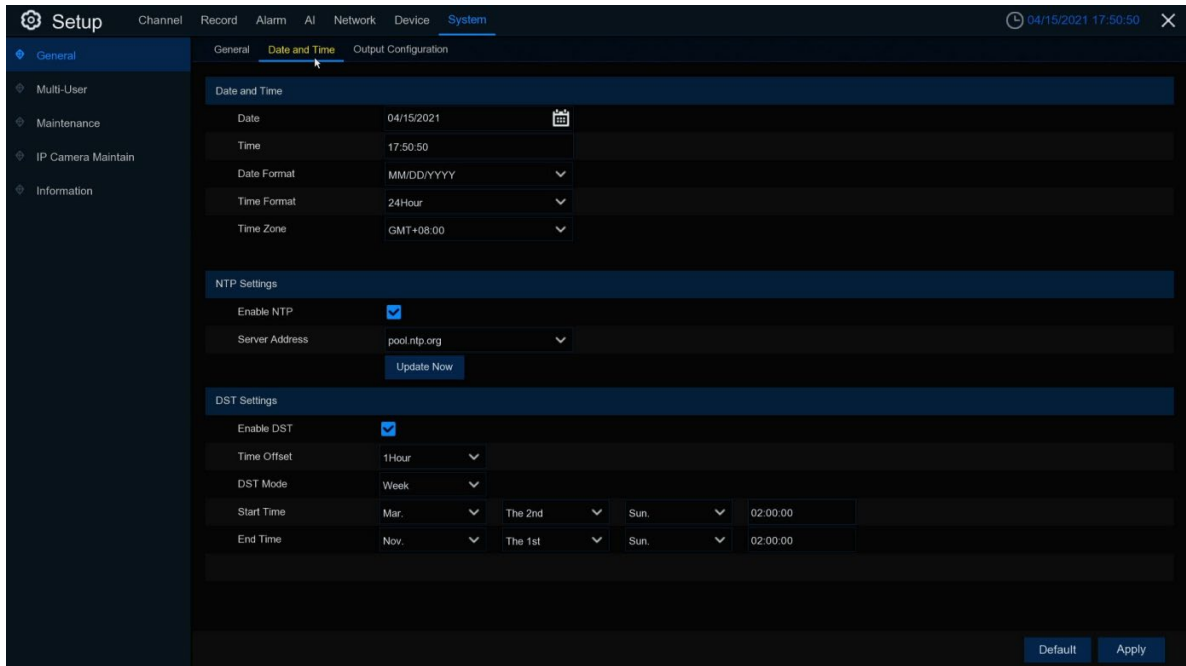 Setup Channel Record Alarm AI Network Device System 04/15/2021 17:50:50
General Date and Time Output Configuration
General
Multi-User
Maintenance
IP Camera Maintain
Information
Date and Time
Date 04/15/2021
Time 17:50:50
Date Format MM/DD/YYYY
Time Format 24Hour
Time Zone GMT+08:00
NTP Settings
Enable NTP
Server Address pool.ntp.org
Update Now
DST Settings
Enable DST
Time Offset 1Hour
DST Mode Week
Start Time Mar. The 2nd Sun. 02:00:00
End Time Nov. The 1st Sun. 02:00:00
Default Apply